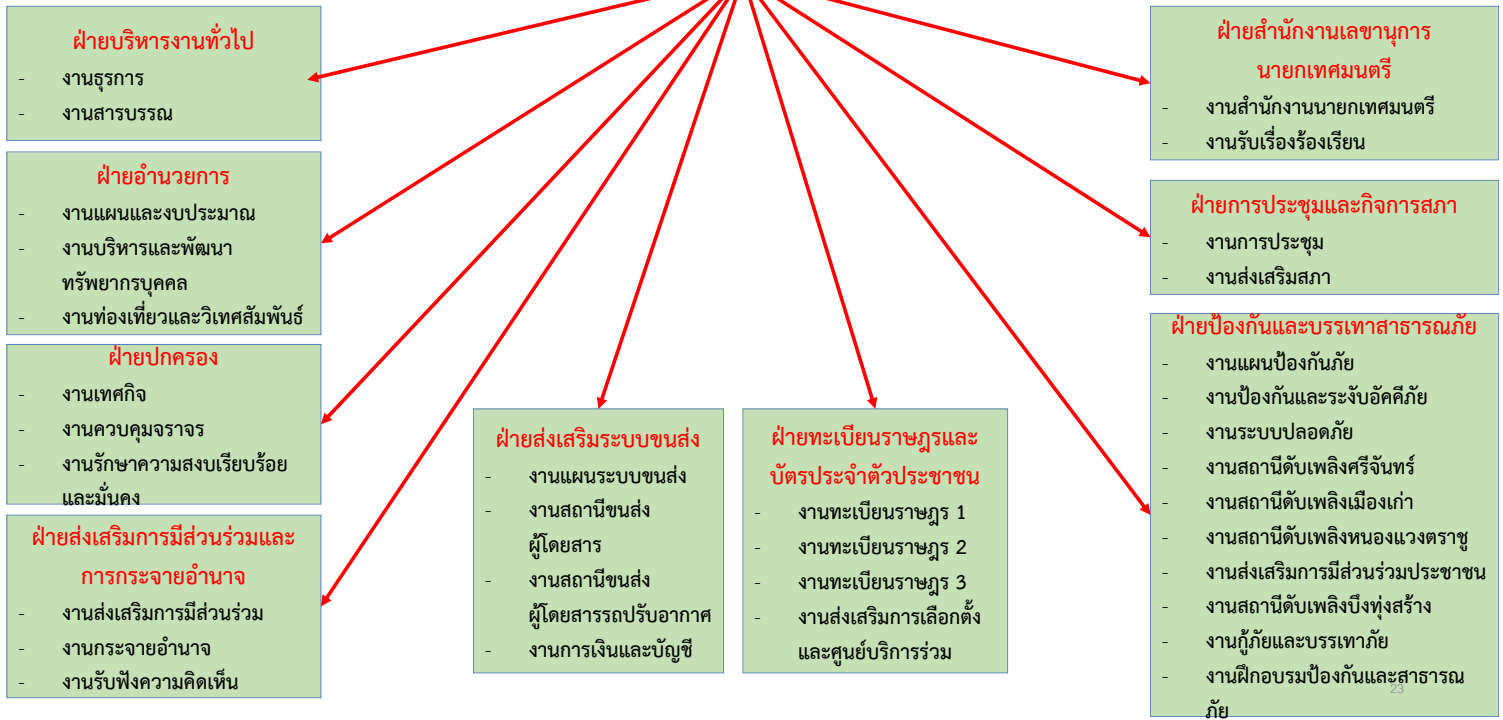 ฝ่ายบริหารงานทั่วไป
- งานธุรการ
- งานสารบรรณ
ฝ่ายอำนวยการ
- งานแผนและงบประมาณ
- งานบริหารและพัฒนา
ทรัพยากรบุคคล
- งานท่องเที่ยวและวิเทศสัมพันธ์
ฝ่ายปกครอง
- งานเทศกิจ
- งานควบคุมจราจร
- งานรักษาความสงบเรียบร้อย
และมั่นคง
ฝ่ายส่งเสริมการมีส่วนร่วมและ
การกระจายอำนาจ
- งานส่งเสริมการมีส่วนร่วม
- งานกระจายอำนาจ
- งานรับฟังความคิดเห็น
ฝ่ายส่งเสริมระบบขนส่ง
- งานแผนระบบขนส่ง
- งานสถานีขนส่ง
ผู้โดยสาร
- งานสถานีขนส่ง
ผู้โดยสารรถปรับอากาศ
- งานการเงินและบัญชี
ฝ่ายทะเบียนราษฎรและ
บัตรประจำตัวประชาชน
- งานทะเบียนราษฎร 1
- งานทะเบียนราษฎร 2
- งานทะเบียนราษฎร 3
- งานส่งเสริมการเลือกตั้ง
และศูนย์บริการร่วม
ฝ่ายสำนักงานเลขานุการ
นายกเทศมนตรี
- งานสำนักงานนายกเทศมนตรี
- งานรับเรื่องร้องเรียน
ฝ่ายการประชุมและกิจการสภา
- งานการประชุม
- งานส่งเสริมสภา
ฝ่ายป้องกันและบรรเทาสาธารณภัย
- งานแผนป้องกันภัย
- งานป้องกันและระงับอัคคีภัย
- งานระบบปลอดภัย
- งานสถานีดับเพลิงศรีจันทร์
- งานสถานีดับเพลิงเมืองเก่า
- งานสถานีดับเพลิงหนองแวงตราชู
- งานส่งเสริมการมีส่วนร่วมประชาชน
- งานสถานีดับเพลิงบึงทุ่งสร้าง
- งานกู้ภัยและบรรเทาภัย
- งานฝึกอบรมป้องกันและสาธารณ
ภัย
23